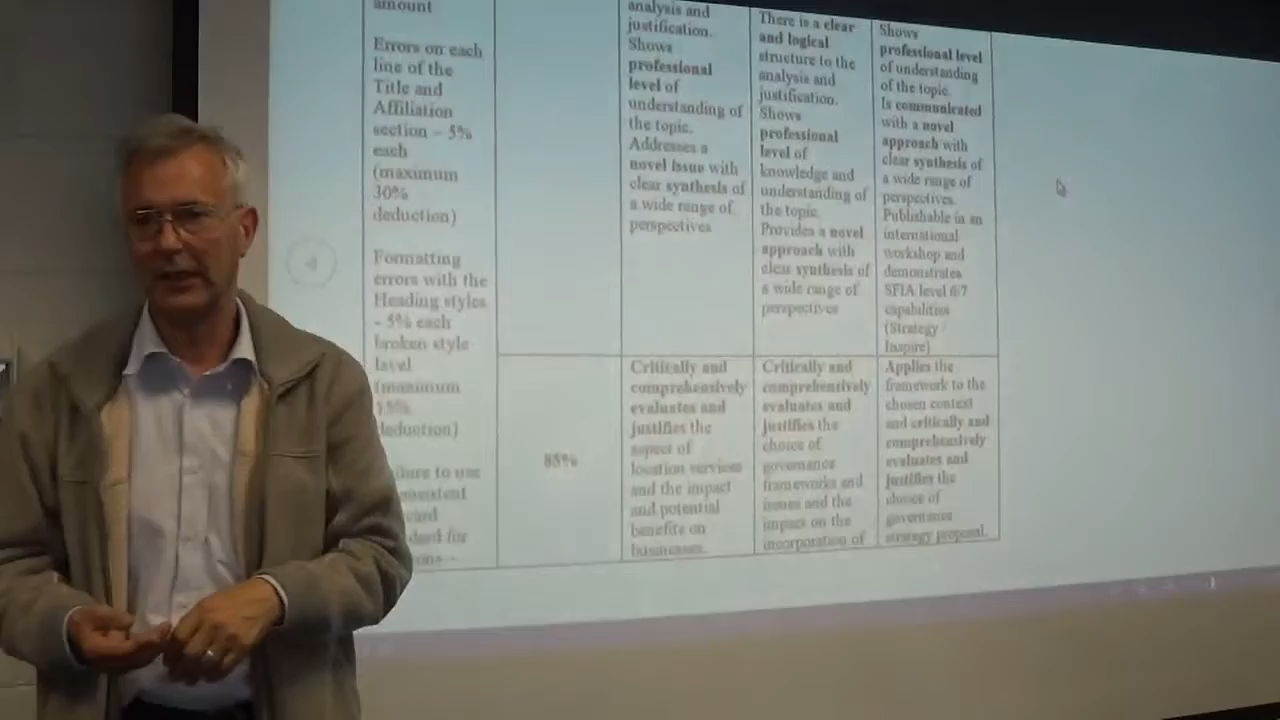 amount
Errors on each
line of the
Title and
Affiliation
section – 5%
each
(maximum
30%
deduction)
Formatting
errors with the
Heading styles
- 5% each
broken style
level
(maximum
15%
deduction)
to use
for
85%
analysis and
justification.
Shows
professional
level of
understanding of
the topic.
Addresses a
novel issue with
clear synthesis of
a wide range of
perspectives
Critically and
comprehensively
evaluates and
justifies the
aspect of
location services
and the impact
and potential
benefits on
businesses.
There is a clear
and logical
structure to the
analysis and
justification.
Shows
professional
level of
knowledge and
understanding of
the topic.
Provides a novel
approach with
clear synthesis of
a wide range of
perspectives
Critically and
comprehensively
evaluates and
justifies the
choice of
governance
frameworks and
issues and the
impact on the
incorporation of
Shows
professional level
of understanding
of the topic.
Is communicated
with a novel
approach with
clear synthesis of
a wide range of
perspectives.
Publishable in an
international
workshop and
demonstrates
SFIA level 6/7
capabilities
(Strategy
Inspire)
Applies the
framework to the
chosen context
and critically and
comprehensively
evaluates and
justifies the
choice of
governance
strategy proposal.